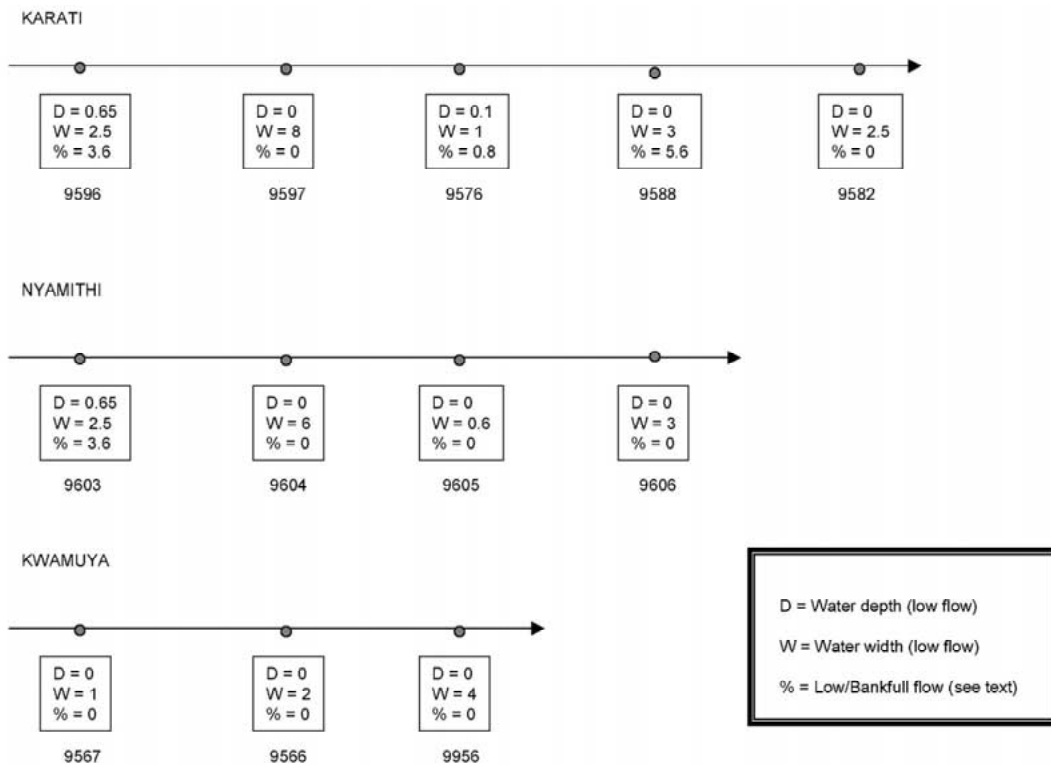 KARATI
D = 0.65
W = 2.5
% = 3.6
9596
D = 0
W = 8
% = 0
9597
D = 0.1
W = 1
% = 0.8
9576
D = 0
W = 3
% = 5.6
9588
D = 0
W = 2.5
% = 0
9582
NYAMITHI
D = 0.65
W = 2.5
% = 3.6
9603
D = 0
W = 6
% = 0
9604
D = 0
W = 0.6
% = 0
9605
D = 0
W = 3
% = 0
9606
KWAMUYA
D = 0
W = 1
% = 0
9567
D = 0
W = 2
% = 0
9566
D = 0
W = 4
% = 0
9956
D = Water depth (low flow)
W = Water width (low flow)
% = Low/Bankfull flow (see text)